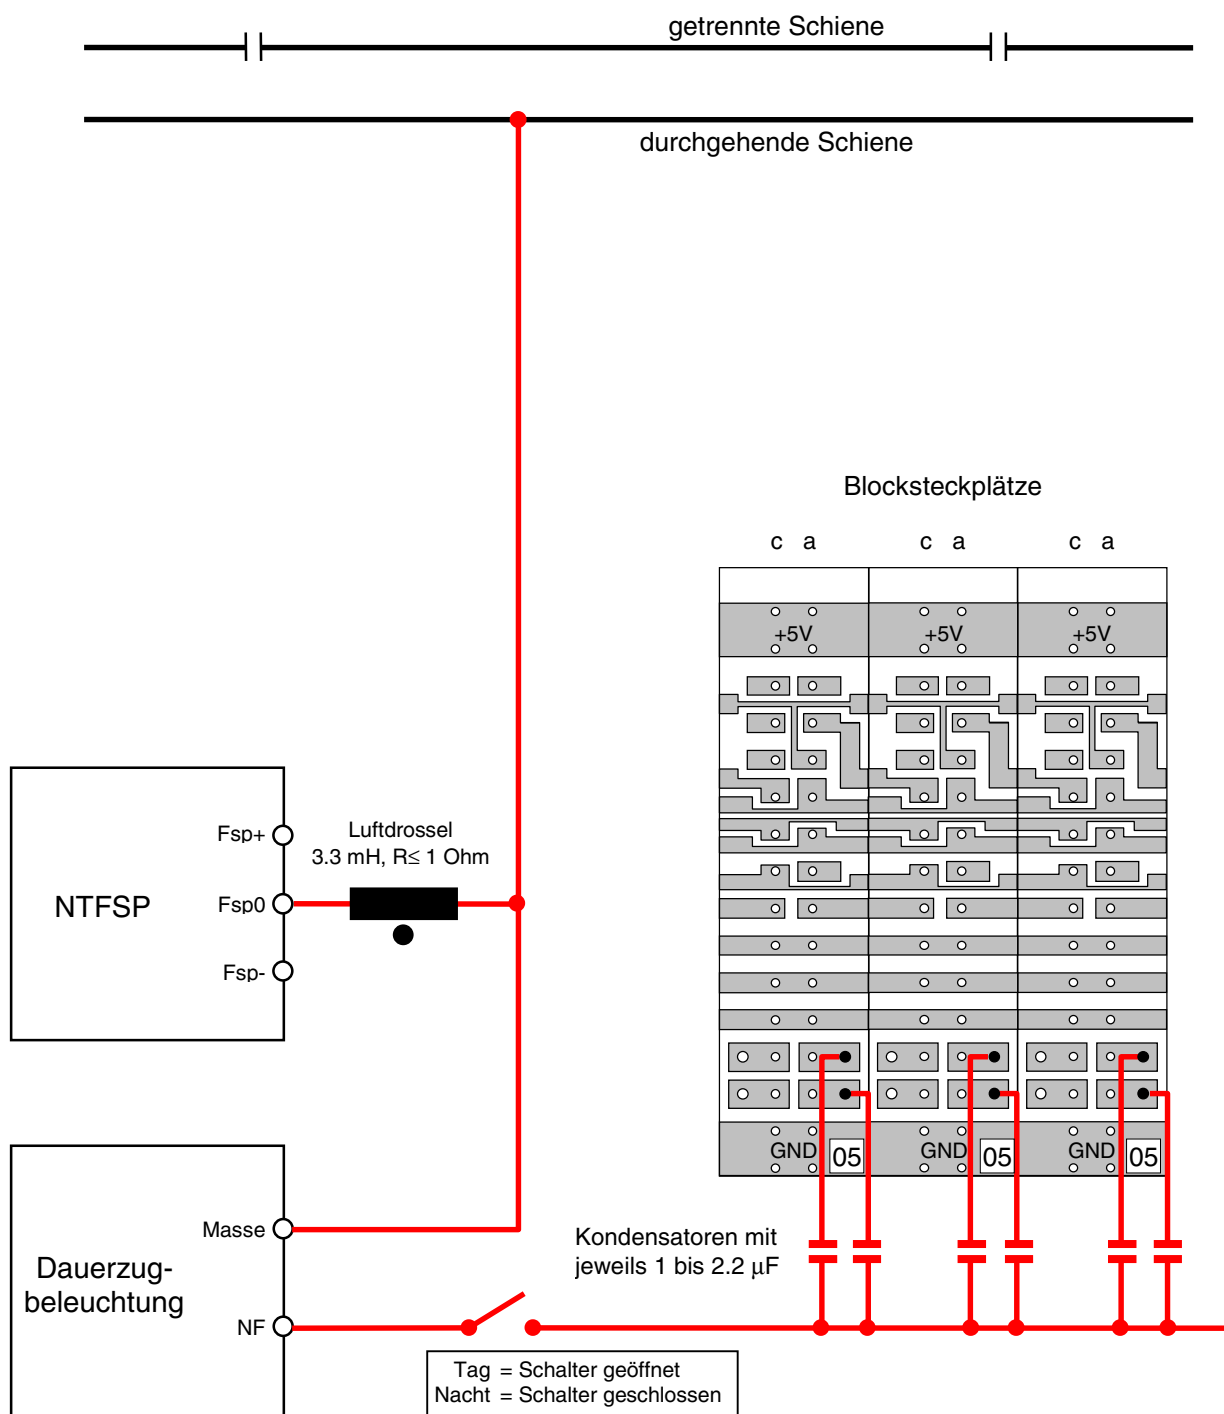 getrennte Schiene
durchgehende Schiene
Blocksteckplätze
c a c a c a
+5V +5V +5V
Luftdrossel
3.3 mH, R≤ 1 Ohm
NTFSP
Fsp+
Fsp0
Fsp-
GND 05 GND 05 GND 05
Kondensatoren mit
jeweils 1 bis 2.2 µF
Dauerzug-
beleuchtung
Masse
NF
Tag = Schalter geöffnet
Nacht = Schalter geschlossen